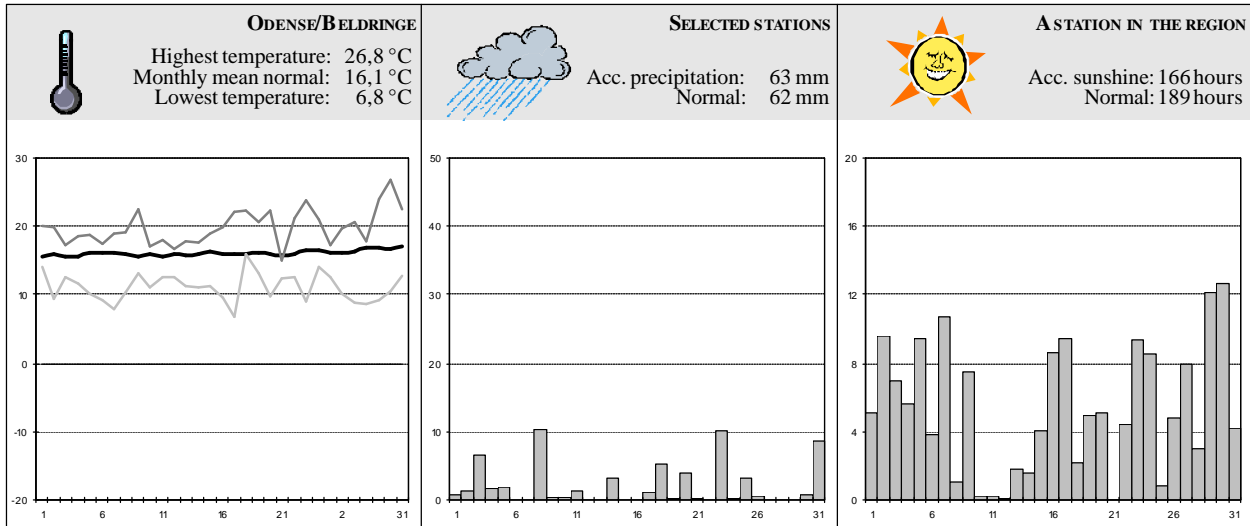 ODENSE/BELDRINGE
Highest temperature: 26,8 °C
Monthly mean normal: 16,1 °C
Lowest temperature: 6,8 °C
SELECTED STATIONS
Acc. precipitation: 63 mm
Normal: 62 mm
A STATION IN THE REGION
Acc. sunshine: 166 hours
Normal: 189 hours
30
20
10
0
-10
-20
1 6 11 16 21 2 31
50
40
30
20
10
0
1 6 11 16 21 26 31
20
16
12
8
4
0
1 6 11 16 21 26 31